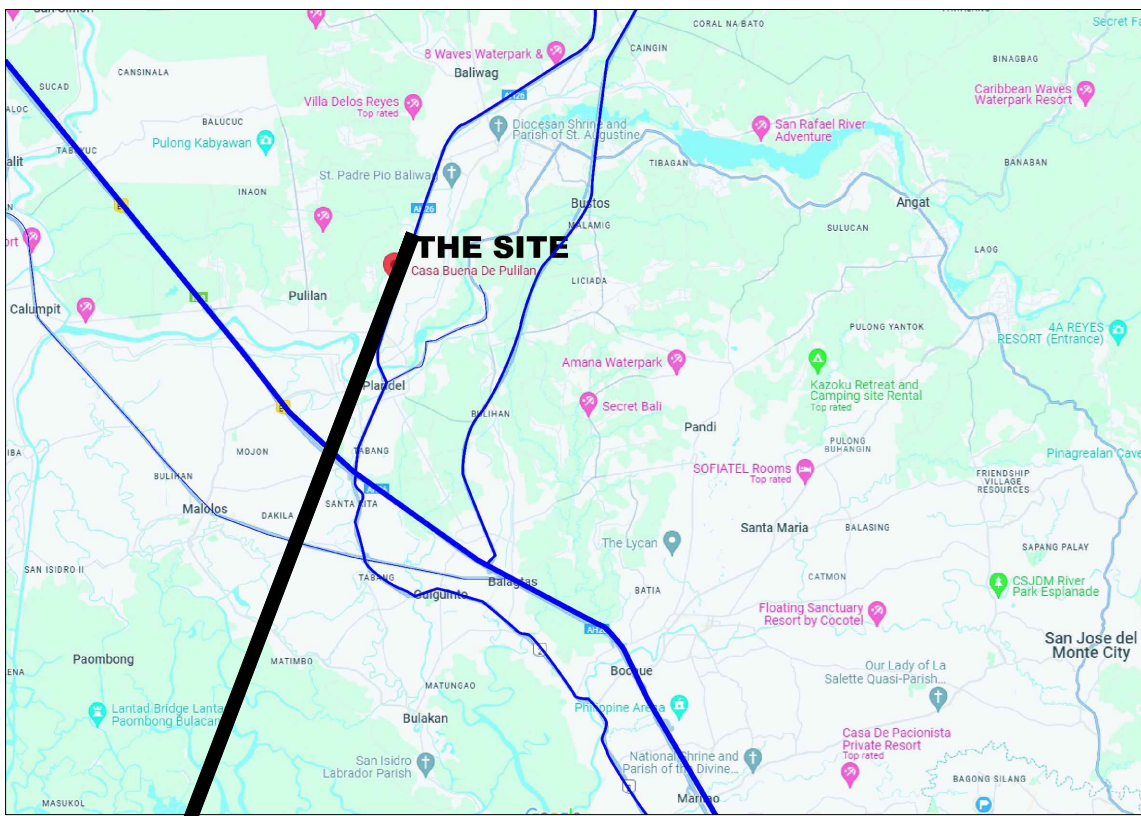 CORAL NA BATO
Secret Fa
8 Waves Waterpark &
CAINGIN
Baliwag
BINAGBAG
CANSINALA
SUCAD
AH26
Caribbean Waves
Waterpark Resort
Villa Delos Reyes
Top rated
BALUCUC
Diocesan Shrine and
Parish of St. Augustine
San Rafael River
Adventure
Pulong Kabyawan
alit
TIBAGAN
BANABAN
St. Padre Pio Baliwag
INAON
Bustos
Angat
MALAMIG
SULUCAN
THE SITE
LAOG
Casa Buena De Pulilan
LICIADA
Pulilan
Calumpit
PULONG YANTOK
4A REYES
RESORT (Entrance)
Amana Waterpark
Plaridel
Kazoku Retreat and
Camping site Rental
Top rated
Secret Bali
BULIHAN
Pandi
PULONG
BUHANGIN
MOJON
TABANG
Pinagrealan Cave
SOFIATEL Rooms
Top rated
BULIHAN
FRIENDSHIP
VILLAGE
RESOURCES
Malolos
DAKILA
SANTA RITA
Santa Maria
BALASING
The Lycan
SAPANG PALAY
SAN ISIDRO II
TABANG
Balagtas
CATMON
Guiguinto
BATIA
CSJDM River
Park Esplanade
Floating Sanctuary
Resort by Cocotel
San Jose del
Monte City
Paombong
MATIMBO
Bocaue
Our Lady of La
Salette Quasi-Parish...
MATUNGAO
Lantad Bridge Lanta
Paombong Bulacan
Bulakan
Philippine Arena
Casa De Pacionista
Private Resort
Top rated
San Isidro
Labrador Parish
National Shrine and
Parish of the Divine...
BAGONG SILANG
MASUKOL
Marilao